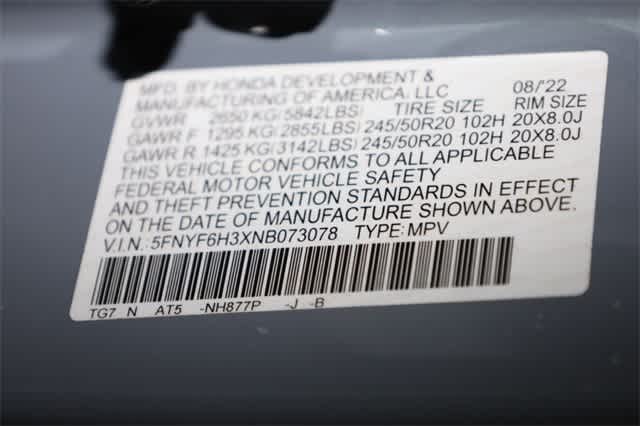 MFD. BY HONDA DEVELOPMENT &
MANUFACTURING OF AMERICA, LLC 08/'22
GVWR 2650 KG(5842LBS) TIRE SIZE RIM SIZE
GAWR F 1295 KG(2855LBS) 245/50R20 102H 20X8.0J
GAWR R 1425 KG(3142LBS) 245/50R20 102H 20X8.0J
THIS VEHICLE CONFORMS TO ALL APPLICABLE
FEDERAL MOTOR VEHICLE SAFETY
AND THEFT PREVENTION STANDARDS IN EFFECT
ON THE DATE OF MANUFACTURE SHOWN ABOVE.
V.I.N.: 5FNYF6H3XNB073078 TYPE: MPV
TG7 N AT5 -NH877P -J -B